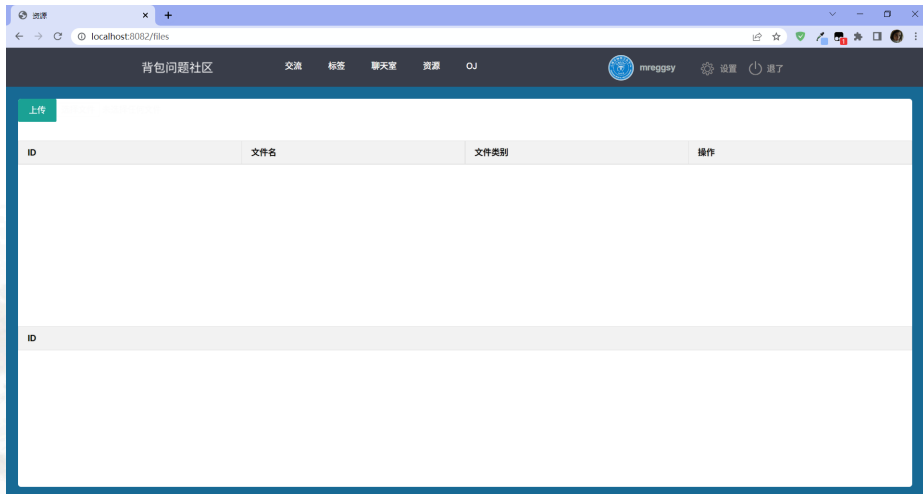 资源
localhost:8082/files
背包问题社区 交流 标签 聊天室 资源 OJ mreggsy 设置 退了
上传
ID 文件名 文件类别 操作
ID